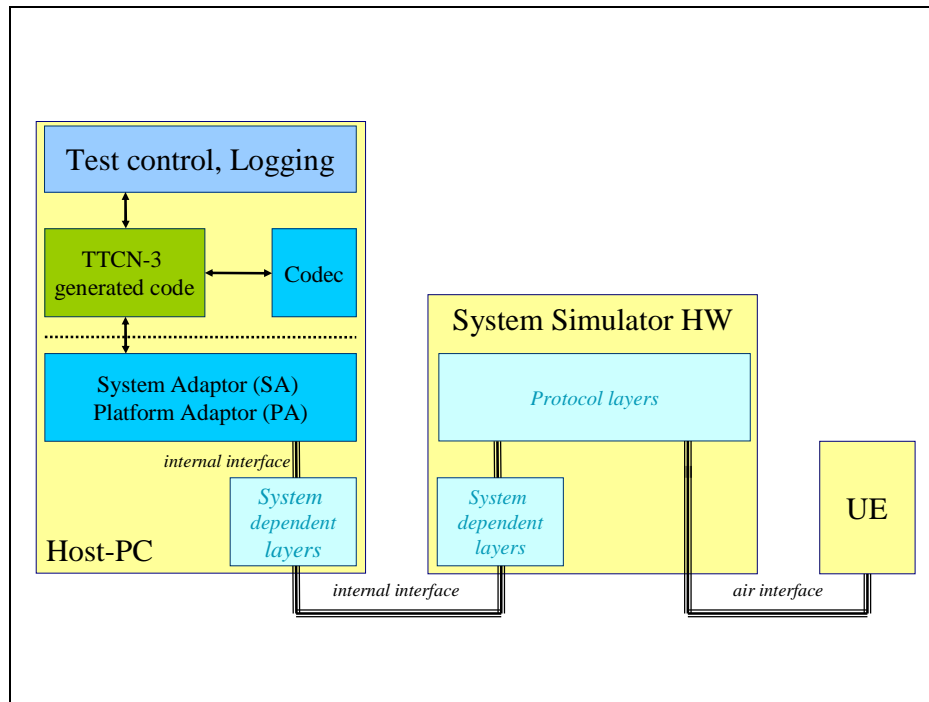 Test control, Logging
TTCN-3
generated code
Codec
System Adaptor (SA)
Platform Adaptor (PA)
internal interface
System
dependent
layers
Host-PC
System Simulator HW
Protocol layers
System
dependent
layers
UE
internal interface
air interface